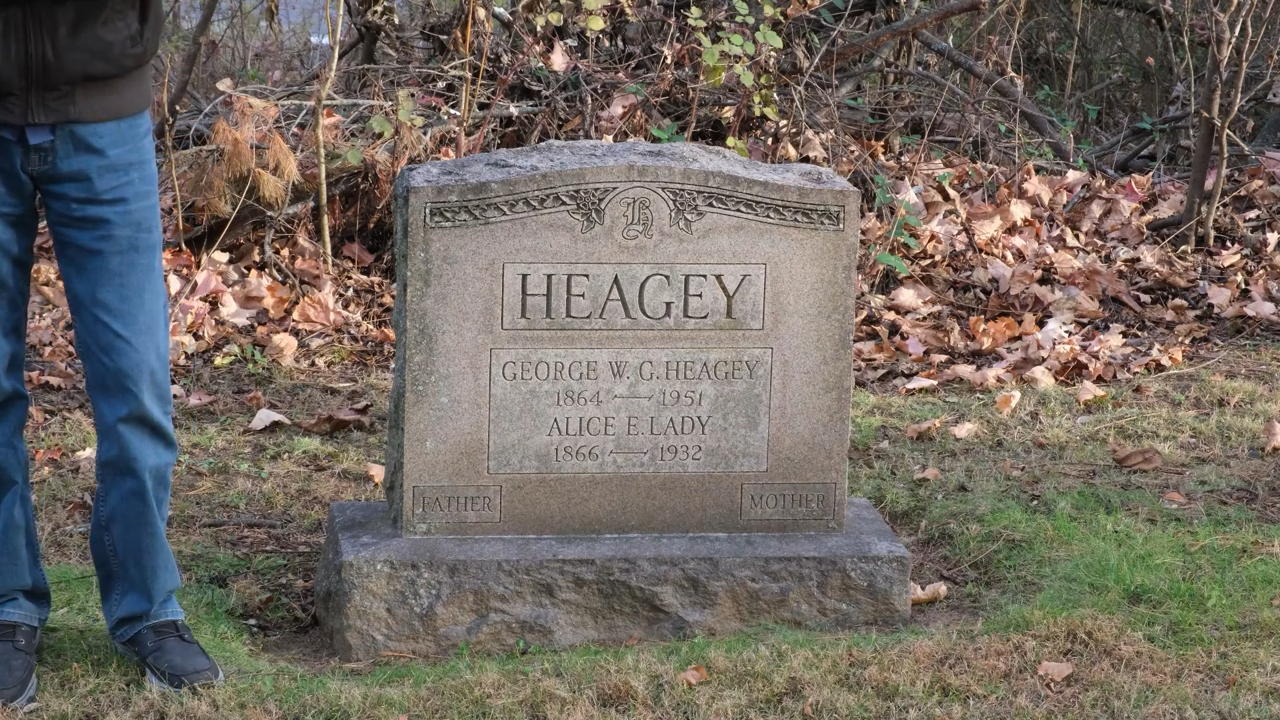 H
HEAGEY
GEORGE W. G. HEAGEY
1864 — 1951
ALICE E. LADY
1866 — 1932
FATHER MOTHER